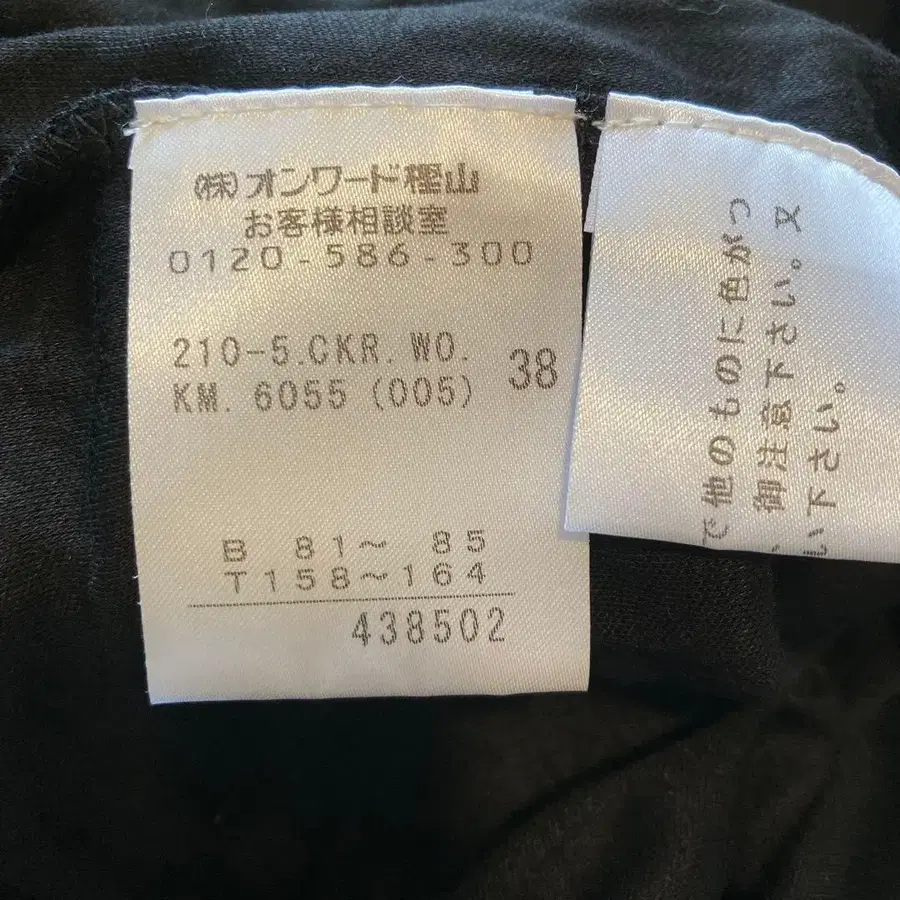 (株)オンワード樫山
お客様相談室
0120-586-300
210-5.CKR.WO.
KM. 6055 (005)
38
B 81～ 85
T158～164
438502
で他のものに色がつ
御注意下さい。又
い下さい。